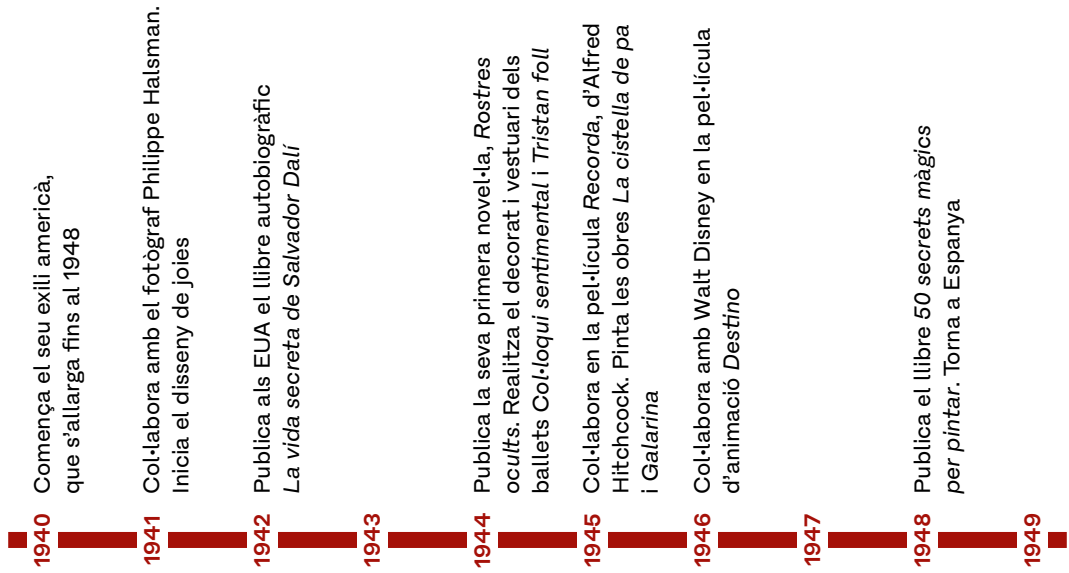 1940
Comença el seu exili americà,
que s’allarga fins al 1948
1941
Col·labora amb el fotògraf Philippe Halsman.
Inicia el disseny de joies
1942
Publica als EUA el llibre autobiogràfic
La vida secreta de Salvador Dalí
1943
1944
Publica la seva primera novel·la, Rostres
ocults. Realitza el decorat i vestuari dels
ballets Col·loqui sentimental i Tristan foll
1945
Col·labora en la pel·lícula Recorda, d’Alfred
Hitchcock. Pinta les obres La cistella de pa
i Galarina
1946
Col·labora amb Walt Disney en la pel·lícula
d’animació Destino
1947
1948
Publica el llibre 50 secrets màgics
per pintar. Torna a Espanya
1949